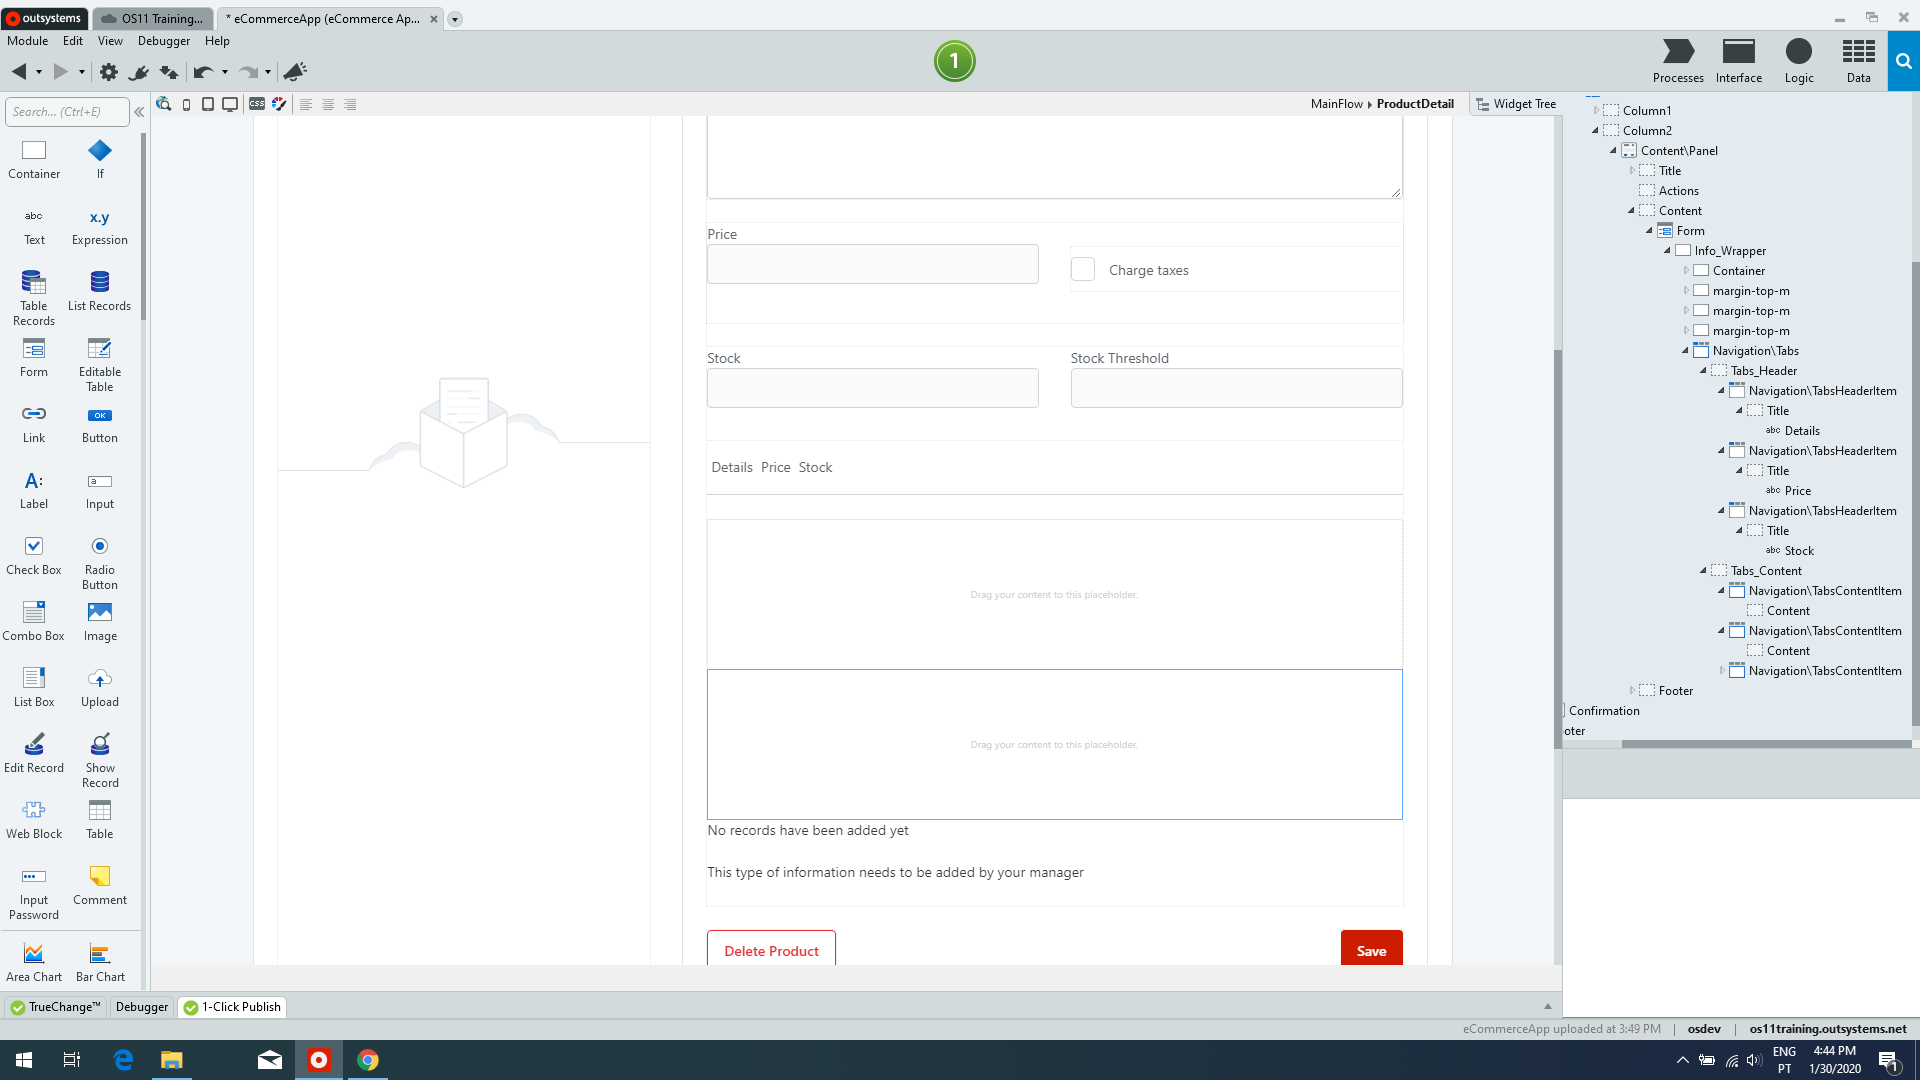 outsystems
OS11 Training...
* eCommerceApp (eCommerce Ap...
Module Edit View Debugger Help
1
Processes
Interface
Logic
Data
Search... (Ctrl+E)
CSS
MainFlow ▸ ProductDetail
Widget Tree
Container
If
abc
Text
x.y
Expression
Table Records
List Records
Form
Editable Table
Link
OK
Button
A:
Label
a
Input
Check Box
Radio Button
Combo Box
Image
List Box
Upload
Edit Record
Show Record
Web Block
Table
Input Password
Comment
Area Chart
Bar Chart
Price
Charge taxes
Stock
Stock Threshold
Details Price Stock
Drag your content to this placeholder.
Drag your content to this placeholder.
No records have been added yet
This type of information needs to be added by your manager
Delete Product
Save
Column1
Column2
Content\Panel
Title
Actions
Content
Form
Info_Wrapper
Container
margin-top-m
margin-top-m
margin-top-m
Navigation\Tabs
Tabs_Header
Navigation\TabsHeaderItem
Title
abc Details
Navigation\TabsHeaderItem
Title
abc Price
Navigation\TabsHeaderItem
Title
abc Stock
Tabs_Content
Navigation\TabsContentItem
Content
Navigation\TabsContentItem
Content
Navigation\TabsContentItem
Footer
Confirmation
oter
TrueChange™
Debugger
1-Click Publish
eCommerceApp uploaded at 3:49 PM | osdev | os11training.outsystems.net
ENG
PT
4:44 PM
1/30/2020
1